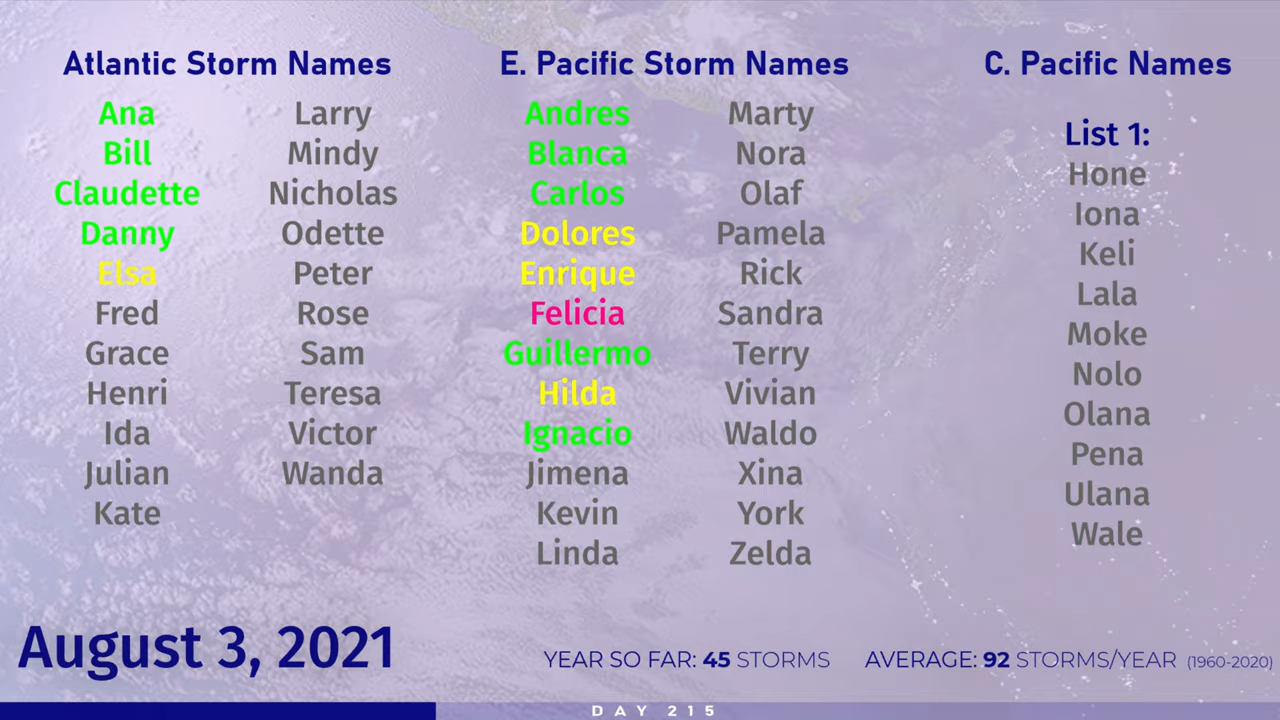 Atlantic Storm Names
Ana
Bill
Claudette
Danny
Elsa
Fred
Grace
Henri
Ida
Julian
Kate
Larry
Mindy
Nicholas
Odette
Peter
Rose
Sam
Teresa
Victor
Wanda
E. Pacific Storm Names
Andres
Blanca
Carlos
Dolores
Enrique
Felicia
Guillermo
Hilda
Ignacio
Jimena
Kevin
Linda
Marty
Nora
Olaf
Pamela
Rick
Sandra
Terry
Vivian
Waldo
Xina
York
Zelda
C. Pacific Names
List 1:
Hone
Iona
Keli
Lala
Moke
Nolo
Olana
Pena
Ulana
Wale
August 3, 2021
YEAR SO FAR: 45 STORMS
AVERAGE: 92 STORMS/YEAR (1960-2020)
DAY 215